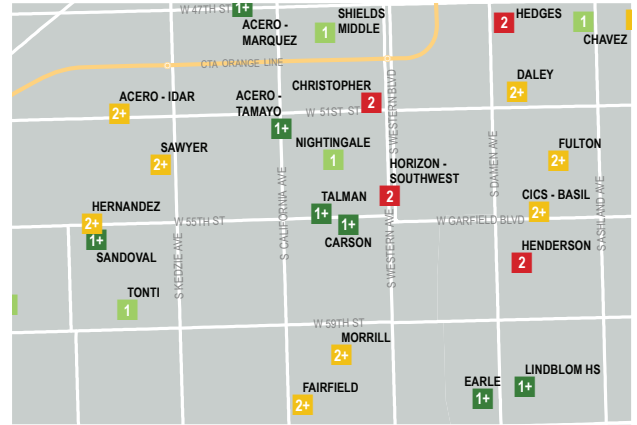 W 47TH ST
1+
ACERO -
MARQUEZ
SHIELDS
MIDDLE
1
2
HEDGES
1
CHAVEZ
CTA ORANGE LINE
ACERO - IDAR
2+
ACERO -
TAMAYO
1+
CHRISTOPHER
2
W 51ST ST
S WESTERN BLVD
DALEY
2+
SAWYER
2+
NIGHTINGALE
1
HORIZON -
SOUTHWEST
2
S DAMEN AVE
FULTON
2+
HERNANDEZ
2+
1+
SANDOVAL
W 55TH ST
S KEDZIE AVE
S CALIFORNIA AVE
TALMAN
1+
1+
CARSON
S WESTERN AVE
W GARFIELD BLVD
CICS - BASIL
2+
S ASHLAND AVE
HENDERSON
2
TONTI
1
W 59TH ST
MORRILL
2+
FAIRFIELD
2+
EARLE
1+
LINDBLOM HS
1+